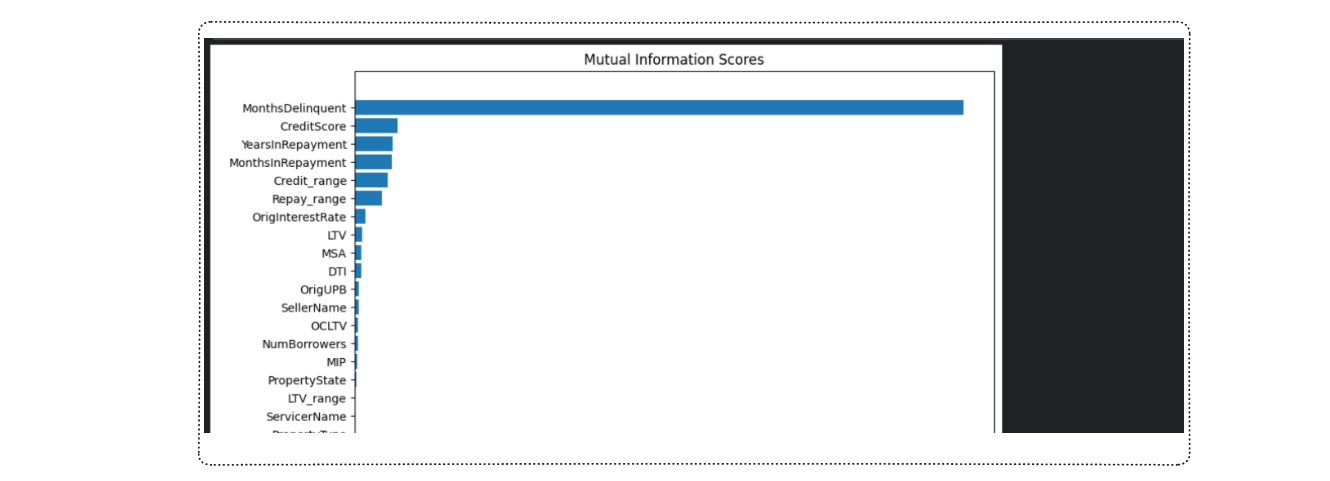 Mutual Information Scores
MonthsDelinquent
CreditScore
YearsInRepayment
MonthsInRepayment
Credit_range
Repay_range
OrigInterestRate
LTV
MSA
DTI
OrigUPB
SellerName
OCLTV
NumBorrowers
MIP
PropertyState
LTV_range
ServicerName